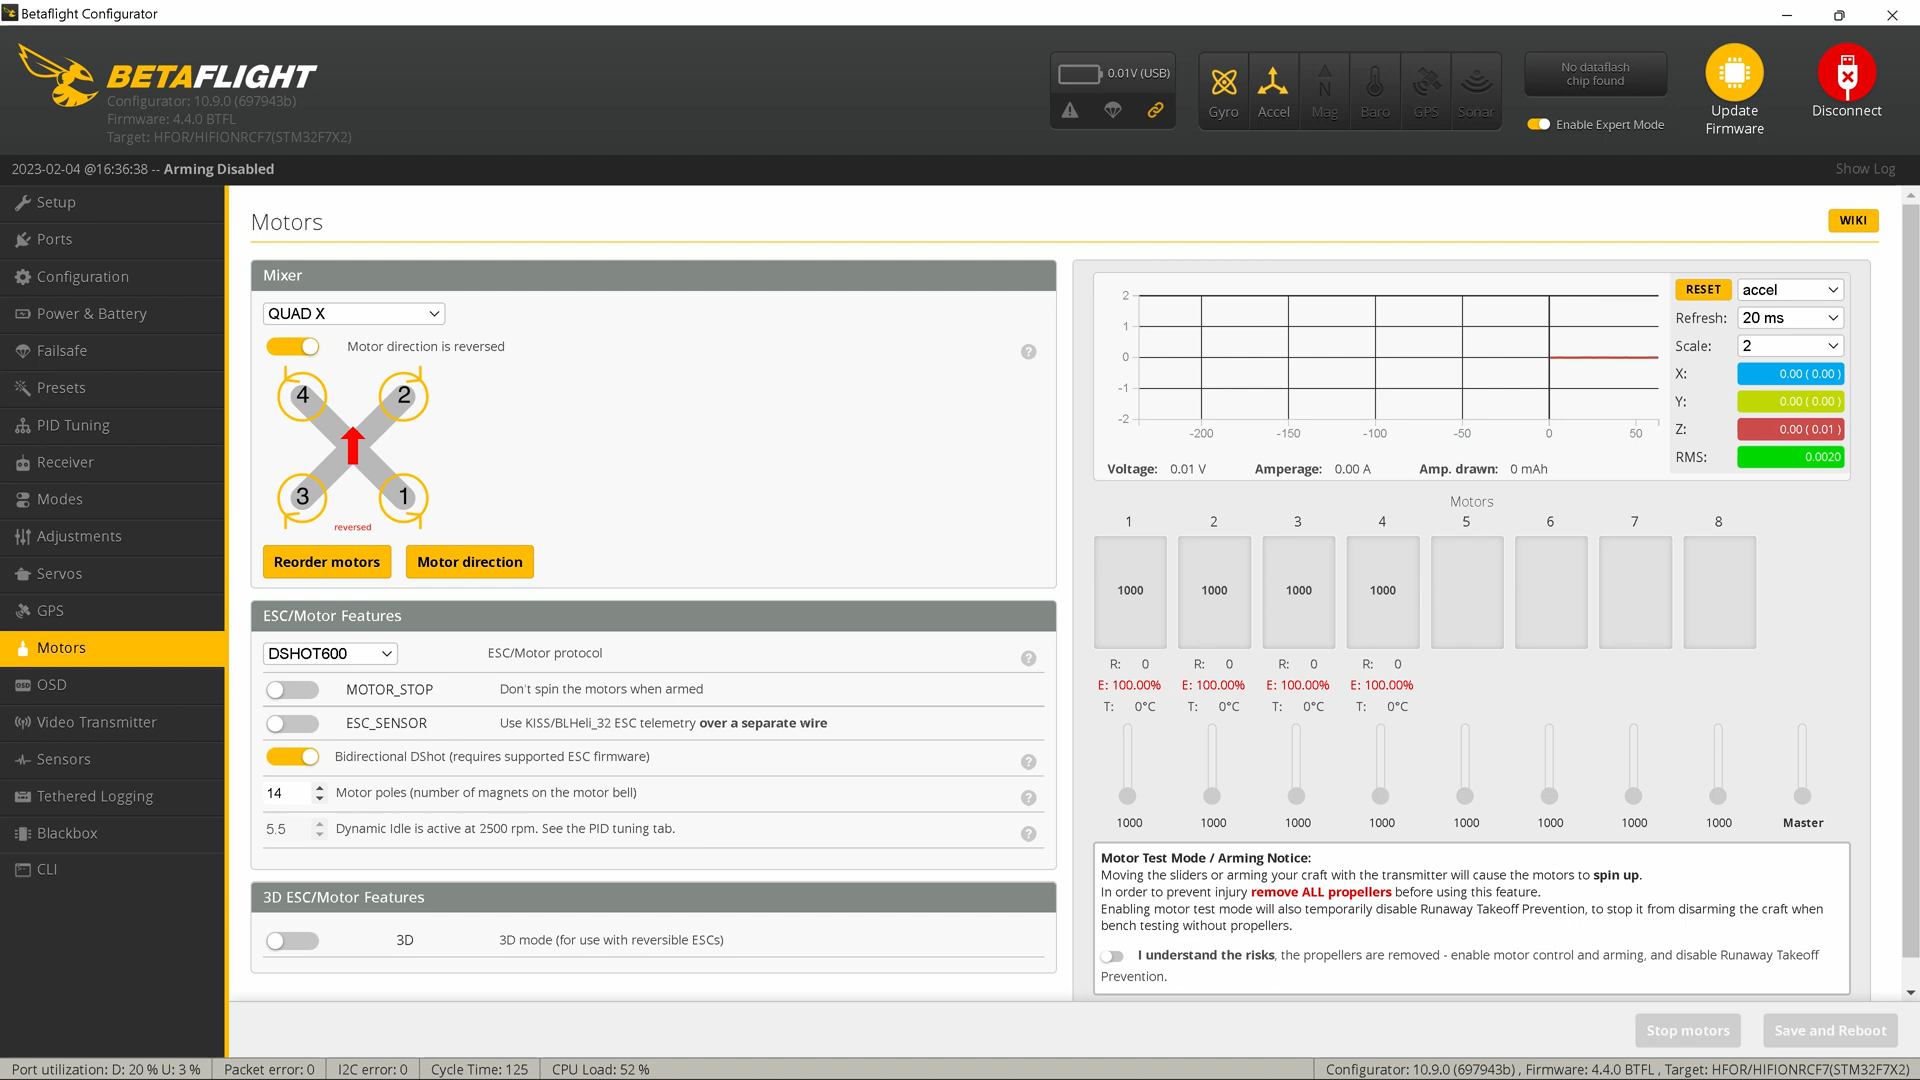 Betaflight Configurator
BETAFLIGHT
Configurator: 10.9.0 (697943b)
Firmware: 4.4.0 BTFL
Target: HFOR/HIFIONRCF7(STM32F7X2)
0.01V (USB)
Gyro
Accel
Mag
Baro
GPS
Sonar
No dataflash
chip found
Enable Expert Mode
Update
Firmware
Disconnect
2023-02-04 @16:36:38 -- Arming Disabled
Show Log
Setup
Ports
Configuration
Power & Battery
Failsafe
Presets
PID Tuning
Receiver
Modes
Adjustments
Servos
GPS
Motors
OSD
Video Transmitter
Sensors
Tethered Logging
Blackbox
CLI
Motors
WIKI
Mixer
QUAD X
Motor direction is reversed
4 2
3 1
reversed
Reorder motors Motor direction
ESC/Motor Features
DSHOT600 ESC/Motor protocol
MOTOR_STOP Don't spin the motors when armed
ESC_SENSOR Use KISS/BLHeli_32 ESC telemetry over a separate wire
Bidirectional DShot (requires supported ESC firmware)
14 Motor poles (number of magnets on the motor bell)
5.5 Dynamic Idle is active at 2500 rpm. See the PID tuning tab.
3D ESC/Motor Features
3D 3D mode (for use with reversible ESCs)
2
1
0
-1
-2
-200 -150 -100 -50 0 50
Voltage: 0.01 V Amperage: 0.00 A Amp. drawn: 0 mAh
RESET accel
Refresh: 20 ms
Scale: 2
X: 0.00 ( 0.00 )
Y: 0.00 ( 0.00 )
Z: 0.00 ( 0.01 )
RMS: 0.0020
Motors
1 2 3 4 5 6 7 8
1000 1000 1000 1000
R: 0 R: 0 R: 0 R: 0
E: 100.00% E: 100.00% E: 100.00% E: 100.00%
T: 0°C T: 0°C T: 0°C T: 0°C
1000 1000 1000 1000 1000 1000 1000 1000 Master
Motor Test Mode / Arming Notice:
Moving the sliders or arming your craft with the transmitter will cause the motors to spin up.
In order to prevent injury remove ALL propellers before using this feature.
Enabling motor test mode will also temporarily disable Runaway Takeoff Prevention, to stop it from disarming the craft when
bench testing without propellers.
I understand the risks, the propellers are removed - enable motor control and arming, and disable Runaway Takeoff
Prevention.
Stop motors Save and Reboot
Port utilization: D: 20 % U: 3 % Packet error: 0 I2C error: 0 Cycle Time: 125 CPU Load: 52 % Configurator: 10.9.0 (697943b) , Firmware: 4.4.0 BTFL , Target: HFOR/HIFIONRCF7(STM32F7X2)